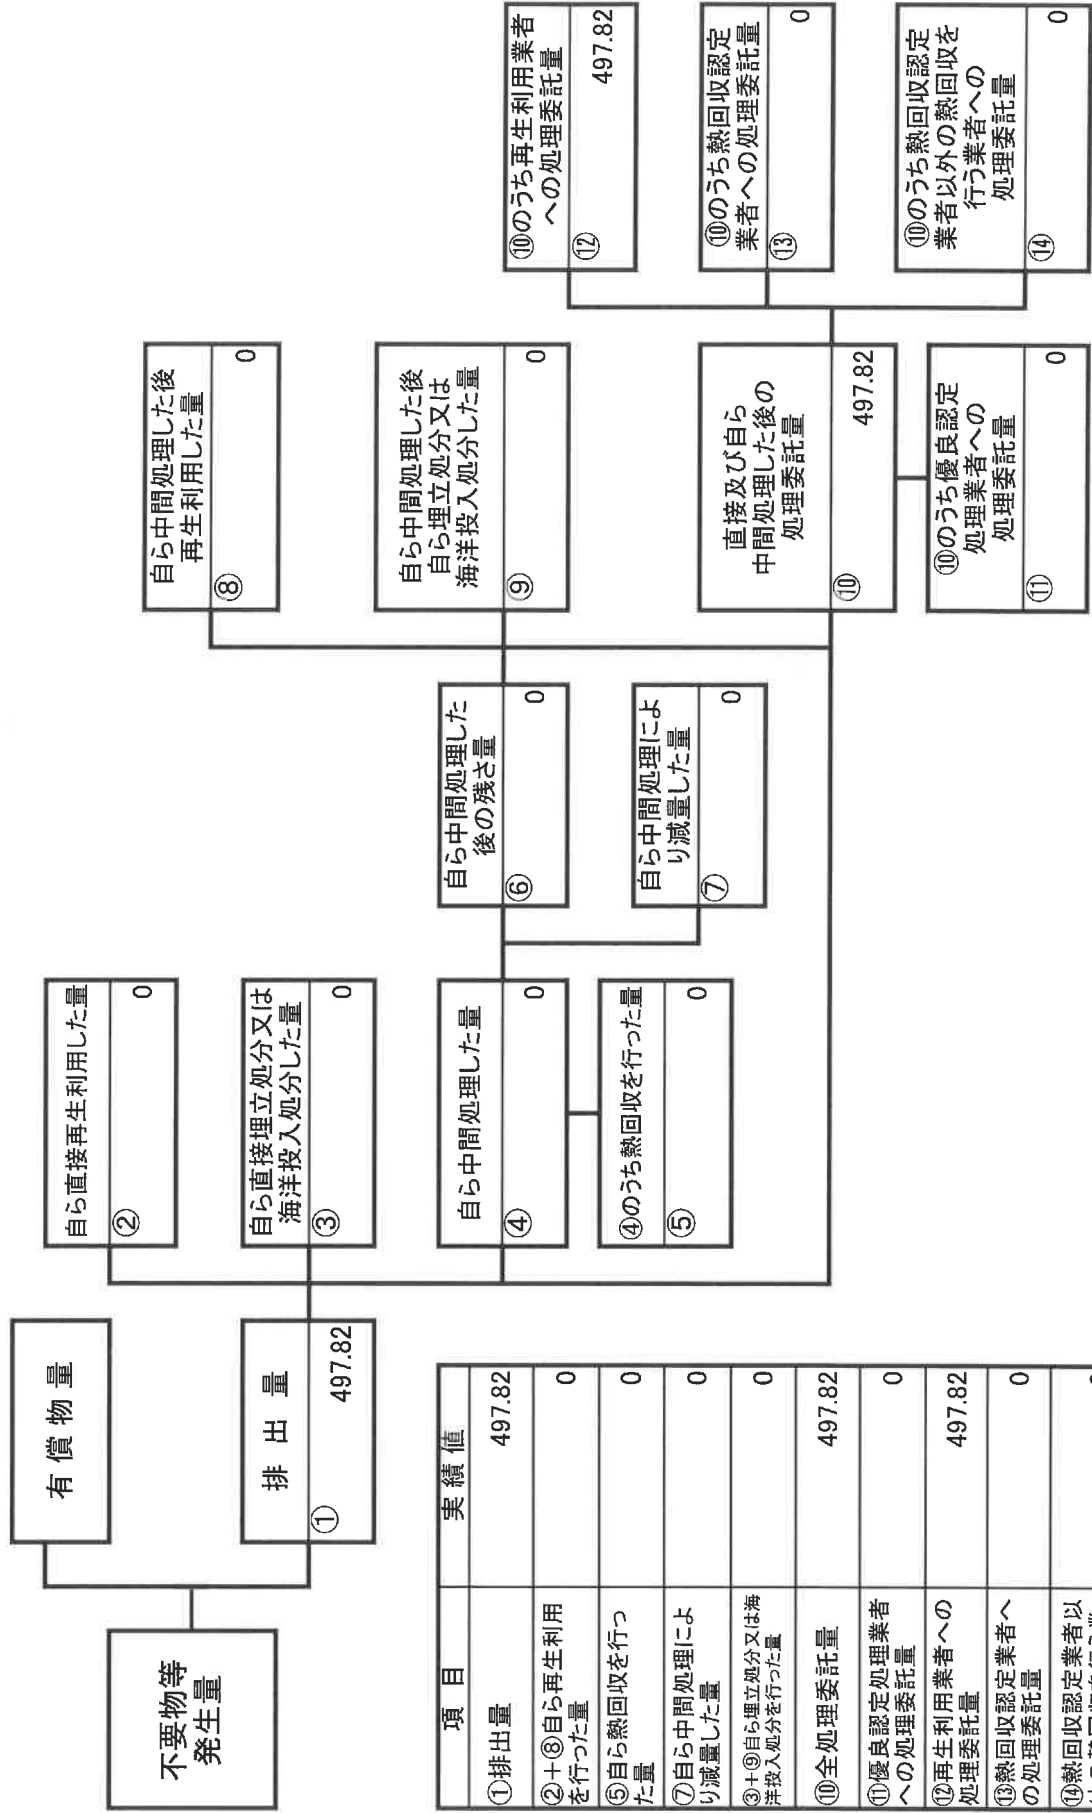 不要物等
発生量
有償物量
排出量
① 497.82
自ら直接再生利用した量
② 0
自ら直接埋立処分又は
海洋投入処分した量
③ 0
自ら中間処理した量
④ 0
④のうち熱回収を行った量
⑤ 0
自ら中間処理した
後の残さ量
⑥ 0
自ら中間処理によ
り減量した量
⑦ 0
自ら中間処理した後
再生利用した量
⑧ 0
自ら中間処理した後
自ら埋立処分又は
海洋投入処分した量
⑨ 0
直接及び自ら
中間処理した後の
処理委託量
⑩ 497.82
⑩のうち優良認定
処理業者への
処理委託量
⑪ 0
⑩のうち再生利用業者
への処理委託量
⑫ 497.82
⑩のうち熱回収認定
業者への処理委託量
⑬ 0
⑩のうち熱回収認定
業者以外の熱回収を
行う業者への
処理委託量
⑭ 0
項目 実績値
①排出量 497.82
②+⑧自ら再生利用
を行った量 0
⑤自ら熱回収を行っ
た量 0
⑦自ら中間処理によ
り減量した量 0
③+⑨自ら埋立処分又は海
洋投入処分を行った量 0
⑩全処理委託量 497.82
⑪優良認定処理業者
への処理委託量 0
⑫再生利用業者への
処理委託量 497.82
⑬熱回収認定業者へ
の処理委託量 0
⑭熱回収認定業者以